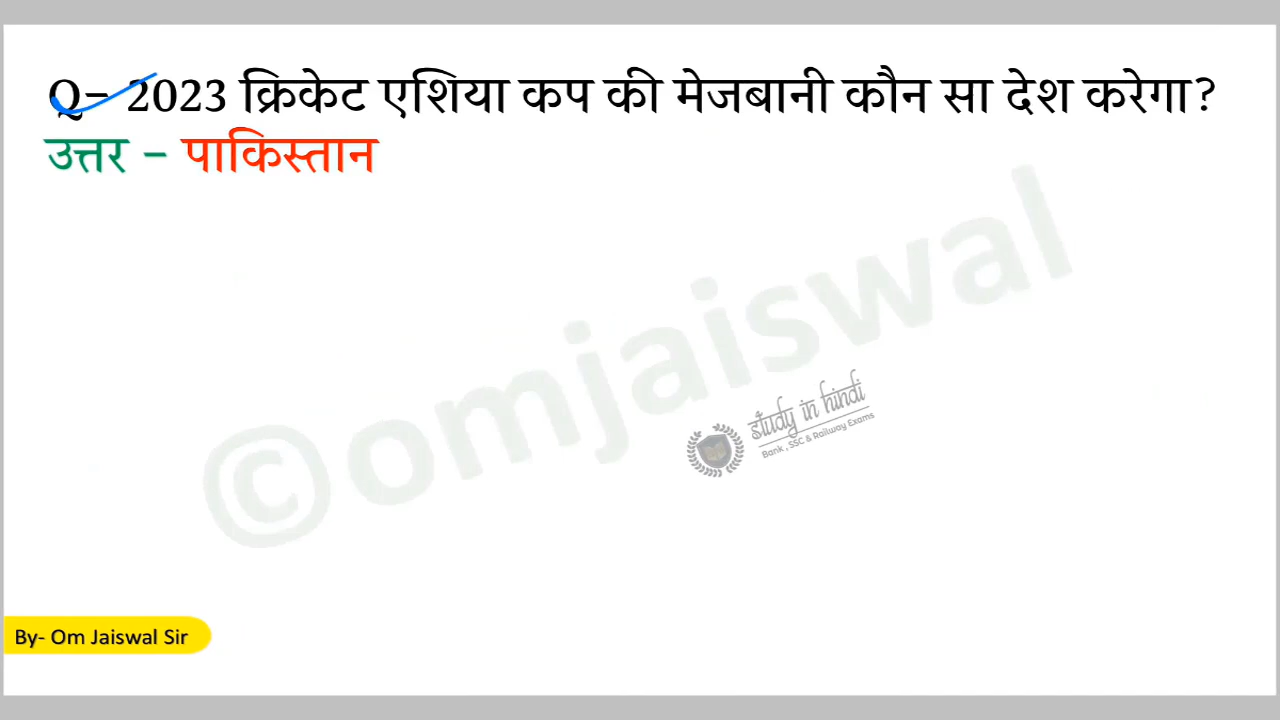 Q– 2023 क्रिकेट एशिया कप की मेजबानी कौन सा देश करेगा?
उत्तर – पाकिस्तान
©omjaiswal
study in hindi
Bank , SSC & Railway Exams
By- Om Jaiswal Sir